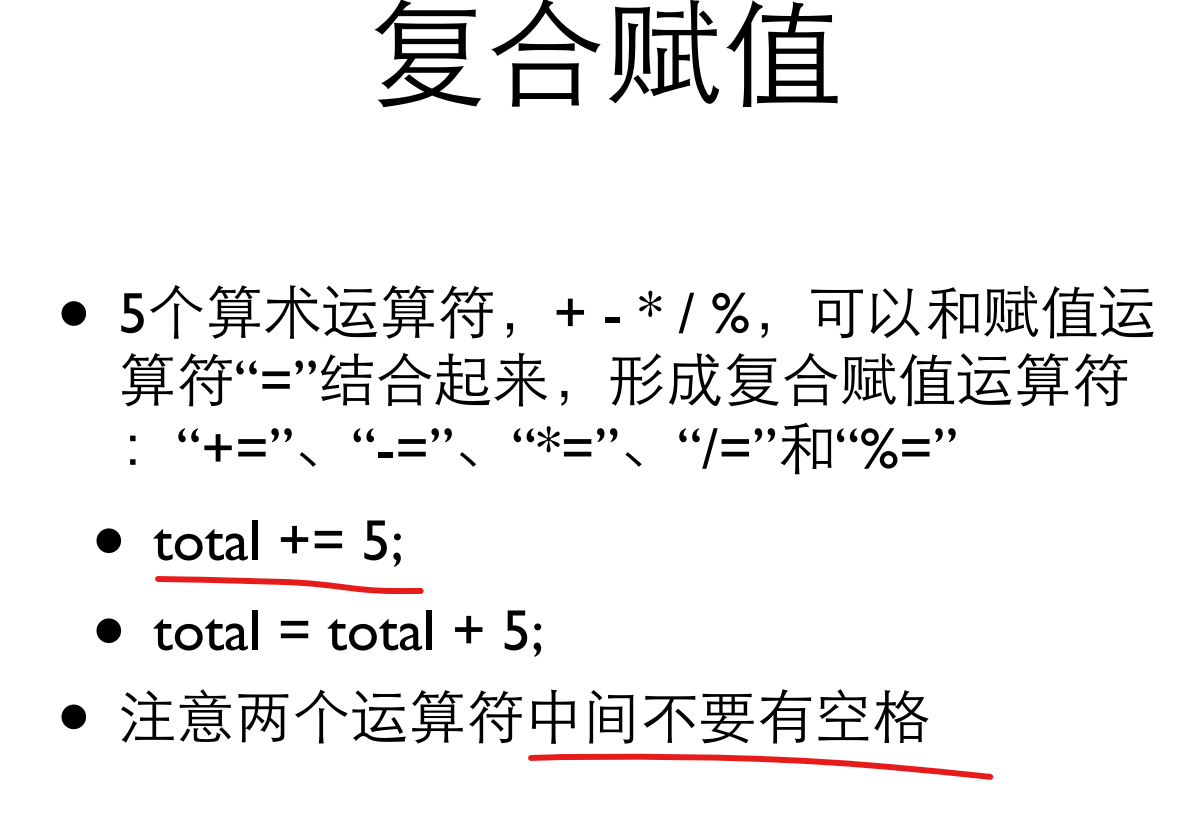 复合赋值
• 5个算术运算符，+ - * / %，可以和赋值运
算符“=”结合起来，形成复合赋值运算符
：“+=”、“-=”、“*=”、“/=”和“%=”
• total += 5;
• total = total + 5;
• 注意两个运算符中间不要有空格